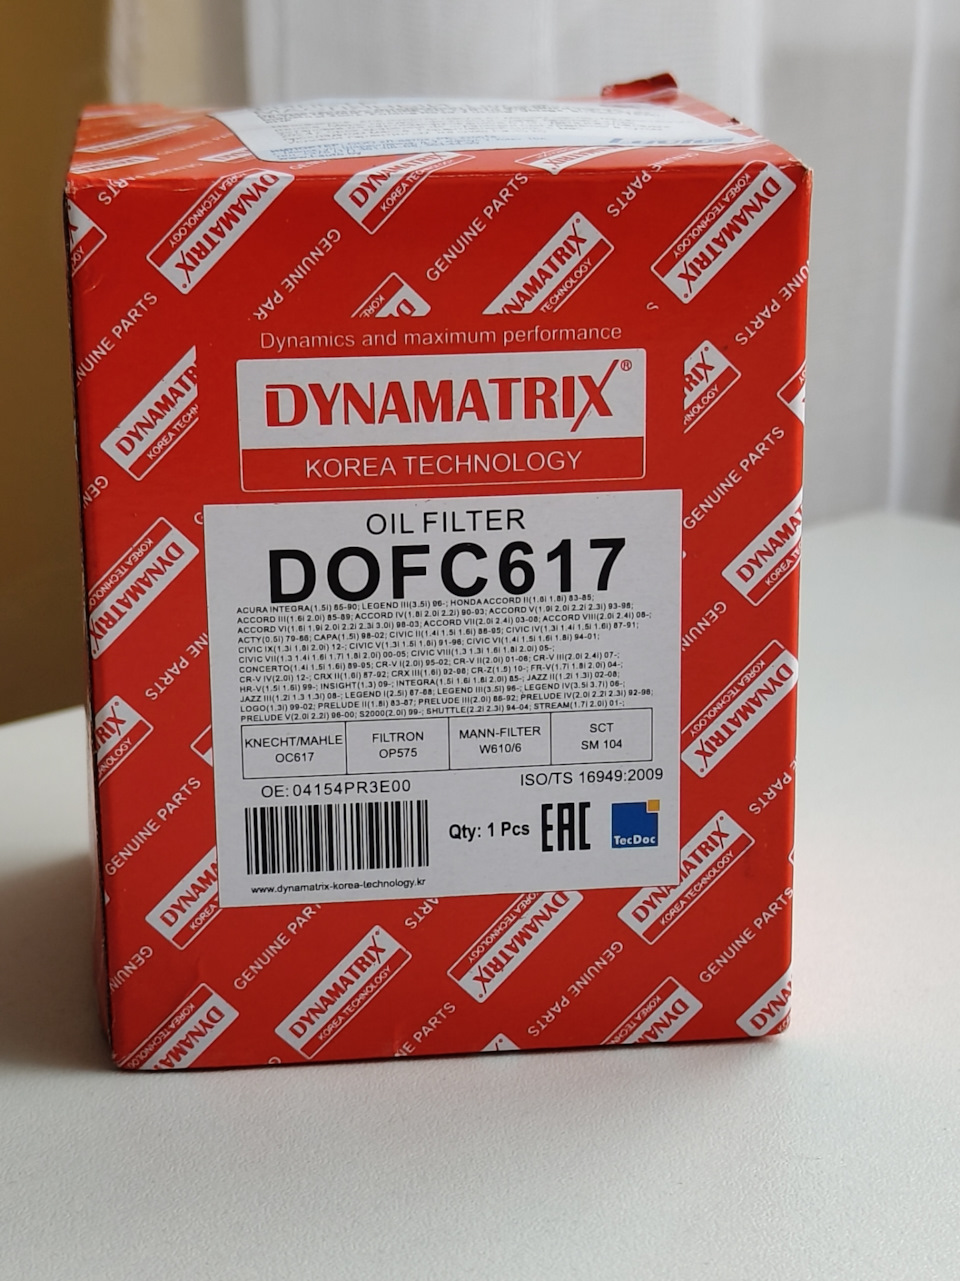 Dynamics and maximum performance
DYNAMATRIX®
KOREA TECHNOLOGY
OIL FILTER
DOFC617
ACURA INTEGRA(1.5i) 85-90; LEGEND III(3.5i) 96-; HONDA ACCORD II(1.6i 1.8i) 83-85;
ACCORD III(1.6i 2.0i) 85-89; ACCORD IV(1.8i 2.0i 2.2i) 90-93; ACCORD V(1.9i 2.0i 2.2i 2.3i) 93-98;
ACCORD VI(1.6i 1.9i 2.0i 2.2i 2.3i 3.0i) 98-03; ACCORD VII(2.0i 2.4i) 03-08; ACCORD VIII(2.0i 2.4i) 08-;
ACTY(0.5i) 79-88; CAPA(1.5i) 98-02; CIVIC II(1.4i 1.5i 1.6i) 86-95; CIVIC IV(1.3i 1.4i 1.5i 1.6i) 87-91;
CIVIC IX(1.3i 1.8i 2.0i) 12-; CIVIC V(1.3i 1.5i 1.6i) 91-96; CIVIC VI(1.4i 1.5i 1.6i 1.8i) 94-01;
CIVIC VII(1.3 1.4i 1.6i 1.7i 1.8i 2.0i) 00-05; CIVIC VIII(1.3 1.3i 1.6i 1.8i 2.0i) 05-;
CONCERTO(1.4i 1.5i 1.6i) 89-95; CR-V I(2.0i) 95-02; CR-V II(2.0i) 01-06; CR-V III(2.0i 2.4i) 07-;
CR-V IV(2.0i) 12-; CRX II(1.6i) 87-92; CRX III(1.6i) 92-98; CR-Z(1.5i) 10-; FR-V(1.7i 1.8i 2.0i) 04-;
HR-V(1.5i 1.6i) 99-; INSIGHT(1.3) 09-; INTEGRA(1.5i 1.6i 1.8i 2.0i) 85-; JAZZ II(1.2i 1.3i) 02-08;
JAZZ III(1.2i 1.3 1.3i) 08-; LEGEND I(2.5i) 87-88; LEGEND III(3.5i) 96-; LEGEND IV(3.5i 3.7i) 06-;
LOGO(1.3i) 99-02; PRELUDE II(1.8i) 83-87; PRELUDE III(2.0i) 86-92; PRELUDE IV(2.0i 2.2i 2.3i) 92-98;
PRELUDE V(2.0i 2.2i) 96-00; S2000(2.0i) 99-; SHUTTLE(2.2i 2.3i) 94-04; STREAM(1.7i 2.0i) 01-;
KNECHT/MAHLE FILTRON MANN-FILTER SCT
OC617 OP575 W610/6 SM 104
OE: 04154PR3E00 ISO/TS 16949:2009
Qty: 1 Pcs EAC TecDoc
www.dynamatrix-korea-technology.kr